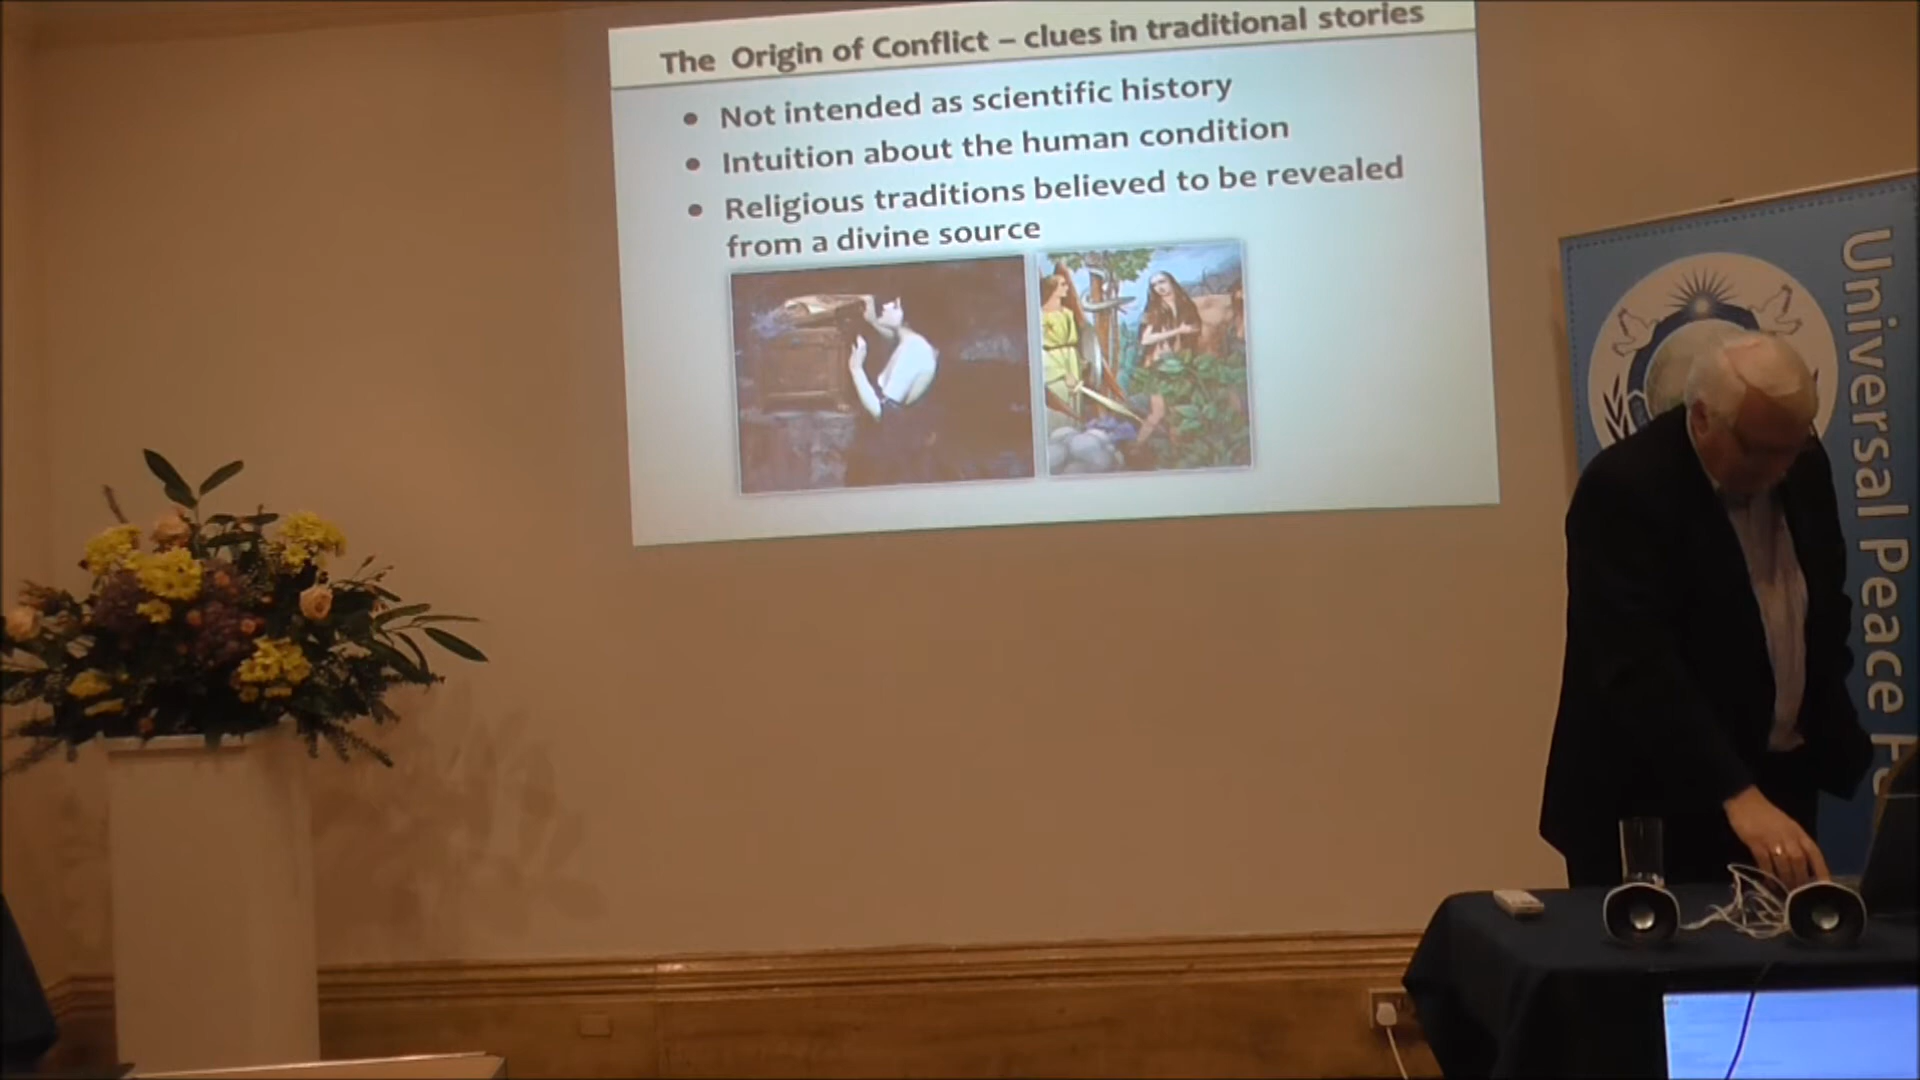 The Origin of Conflict – clues in traditional stories
• Not intended as scientific history
• Intuition about the human condition
• Religious traditions believed to be revealed
from a divine source
Universal Peace F